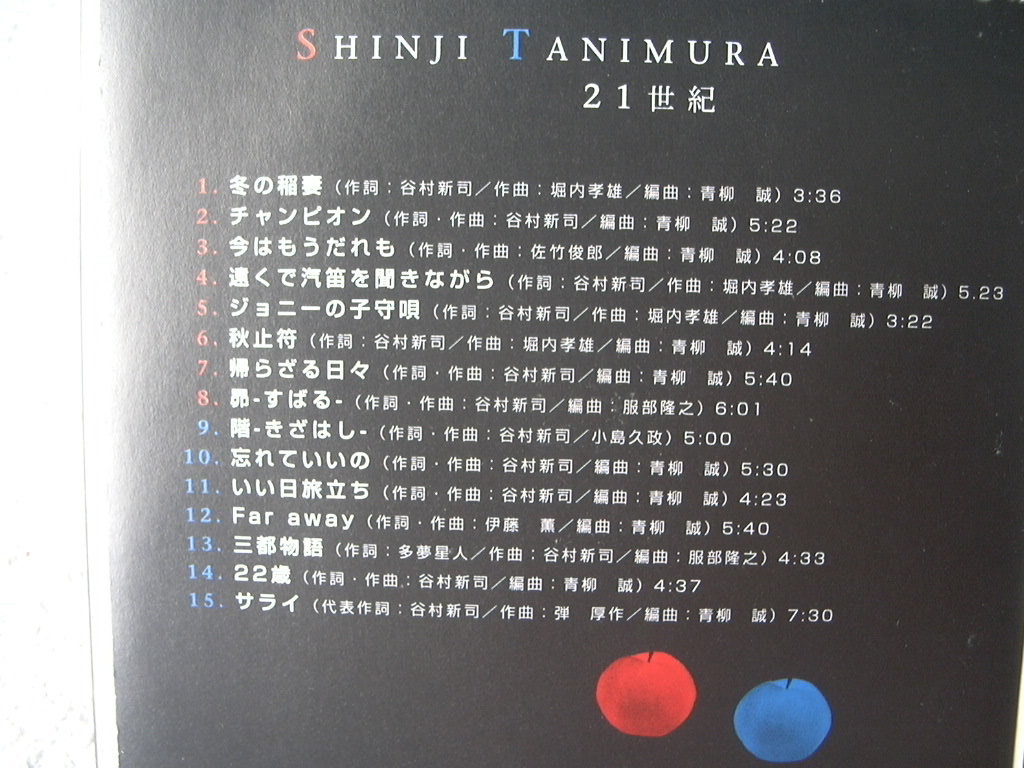 SHINJI TANIMURA
21世紀
1. 冬の稲妻 (作詞：谷村新司／作曲：堀内孝雄／編曲：青柳　誠) 3:36
2. チャンピオン (作詞・作曲：谷村新司／編曲：青柳　誠) 5:22
3. 今はもうだれも (作詞・作曲：佐竹俊郎／編曲：青柳　誠) 4:08
4. 遠くで汽笛を聞きながら (作詞：谷村新司／作曲：堀内孝雄／編曲：青柳　誠) 5.23
5. ジョニーの子守唄 (作詞：谷村新司／作曲：堀内孝雄／編曲：青柳　誠) 3:22
6. 秋止符 (作詞：谷村新司／作曲：堀内孝雄／編曲：青柳　誠) 4:14
7. 帰らざる日々 (作詞・作曲：谷村新司／編曲：青柳　誠) 5:40
8. 昴-すばる- (作詞・作曲：谷村新司／編曲：服部隆之) 6:01
9. 階-きざはし- (作詞・作曲：谷村新司／小島久政) 5:00
10. 忘れていいの (作詞・作曲：谷村新司／編曲：青柳　誠) 5:30
11. いい日旅立ち (作詞・作曲：谷村新司／編曲：青柳　誠) 4:23
12. Far away (作詞・作曲：伊藤　薫／編曲：青柳　誠) 5:40
13. 三都物語 (作詞：多夢星人／作曲：谷村新司／編曲：服部隆之) 4:33
14. 22歳 (作詞・作曲：谷村新司／編曲：青柳　誠) 4:37
15. サライ (代表作詞：谷村新司／作曲：弾　厚作／編曲：青柳　誠) 7:30